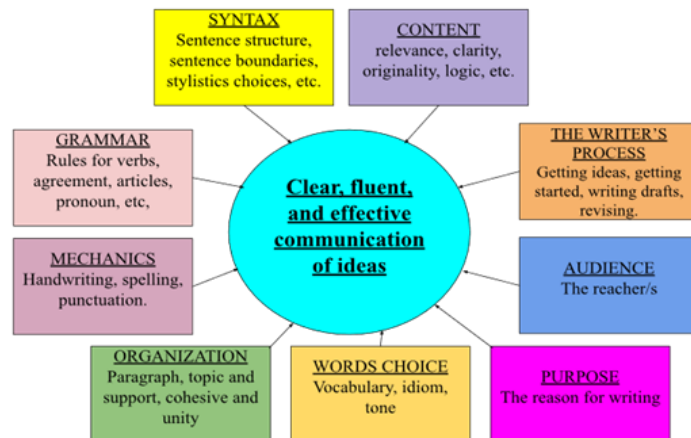 SYNTAX
Sentence structure,
sentence boundaries,
stylistics choices, etc.
CONTENT
relevance, clarity,
originality, logic, etc.
GRAMMAR
Rules for verbs,
agreement, articles,
pronoun, etc,
THE WRITER'S
PROCESS
Getting ideas, getting
started, writing drafts,
revising.
Clear, fluent,
and effective
communication
of ideas
MECHANICS
Handwriting, spelling,
punctuation.
AUDIENCE
The reacher/s
ORGANIZATION
Paragraph, topic and
support, cohesive and
unity
WORDS CHOICE
Vocabulary, idiom,
tone
PURPOSE
The reason for writing